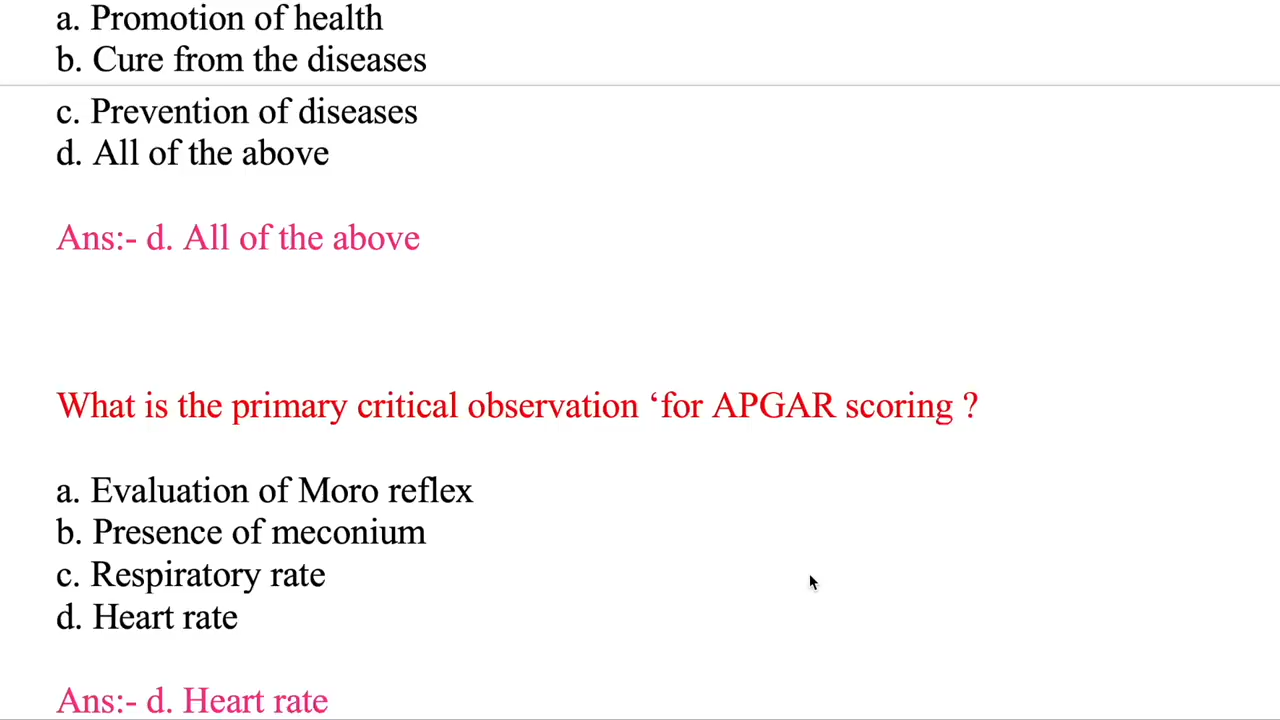 a. Promotion of health
b. Cure from the diseases
c. Prevention of diseases
d. All of the above
Ans:- d. All of the above
What is the primary critical observation ‘for APGAR scoring ?
a. Evaluation of Moro reflex
b. Presence of meconium
c. Respiratory rate
d. Heart rate
Ans:- d. Heart rate